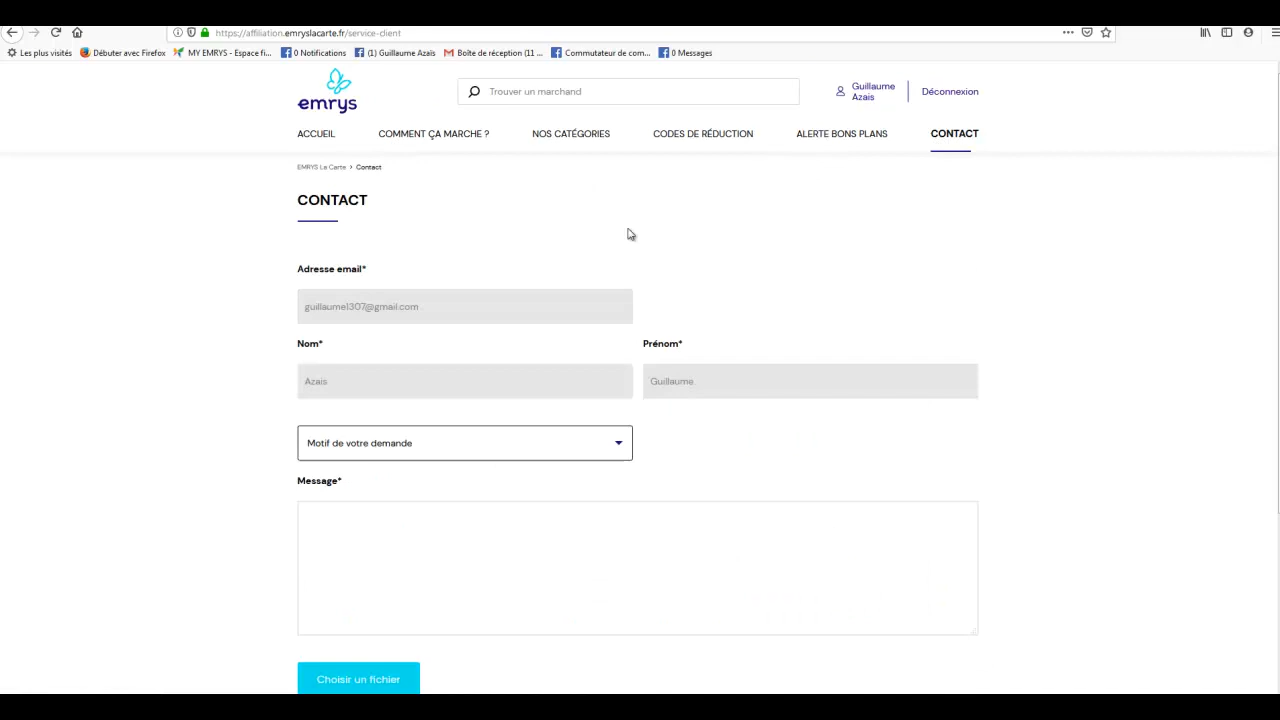 https://affiliation.emryslacarte.fr/service-client
Les plus visités Débuter avec Firefox MY EMRYS - Espace fi... 0 Notifications (1) Guillaume Azaïs Boîte de réception (11 ... Commutateur de com... 0 Messages
emrys
Trouver un marchand
Guillaume
Azais
Déconnexion
ACCUEIL COMMENT ÇA MARCHE ? NOS CATÉGORIES CODES DE RÉDUCTION ALERTE BONS PLANS CONTACT
EMRYS La Carte > Contact
CONTACT
Adresse email*
guillaume1307@gmail.com
Nom* Prénom*
Azais Guillaume
Motif de votre demande
Message*
Choisir un fichier